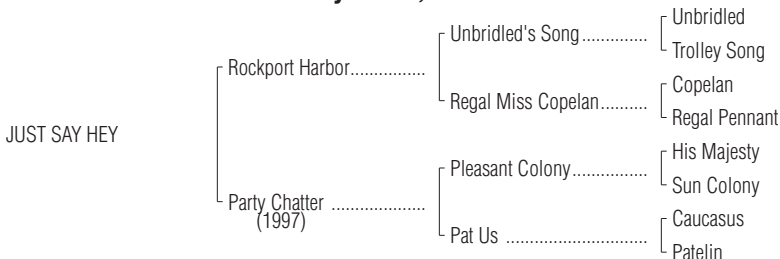 Unbridled
Unbridled's Song..............
Trolley Song
Rockport Harbor................
Copelan
Regal Miss Copelan..........
Regal Pennant
JUST SAY HEY
His Majesty
Pleasant Colony................
Sun Colony
Party Chatter ....................
(1997)
Caucasus
Pat Us ..............................
Patelin